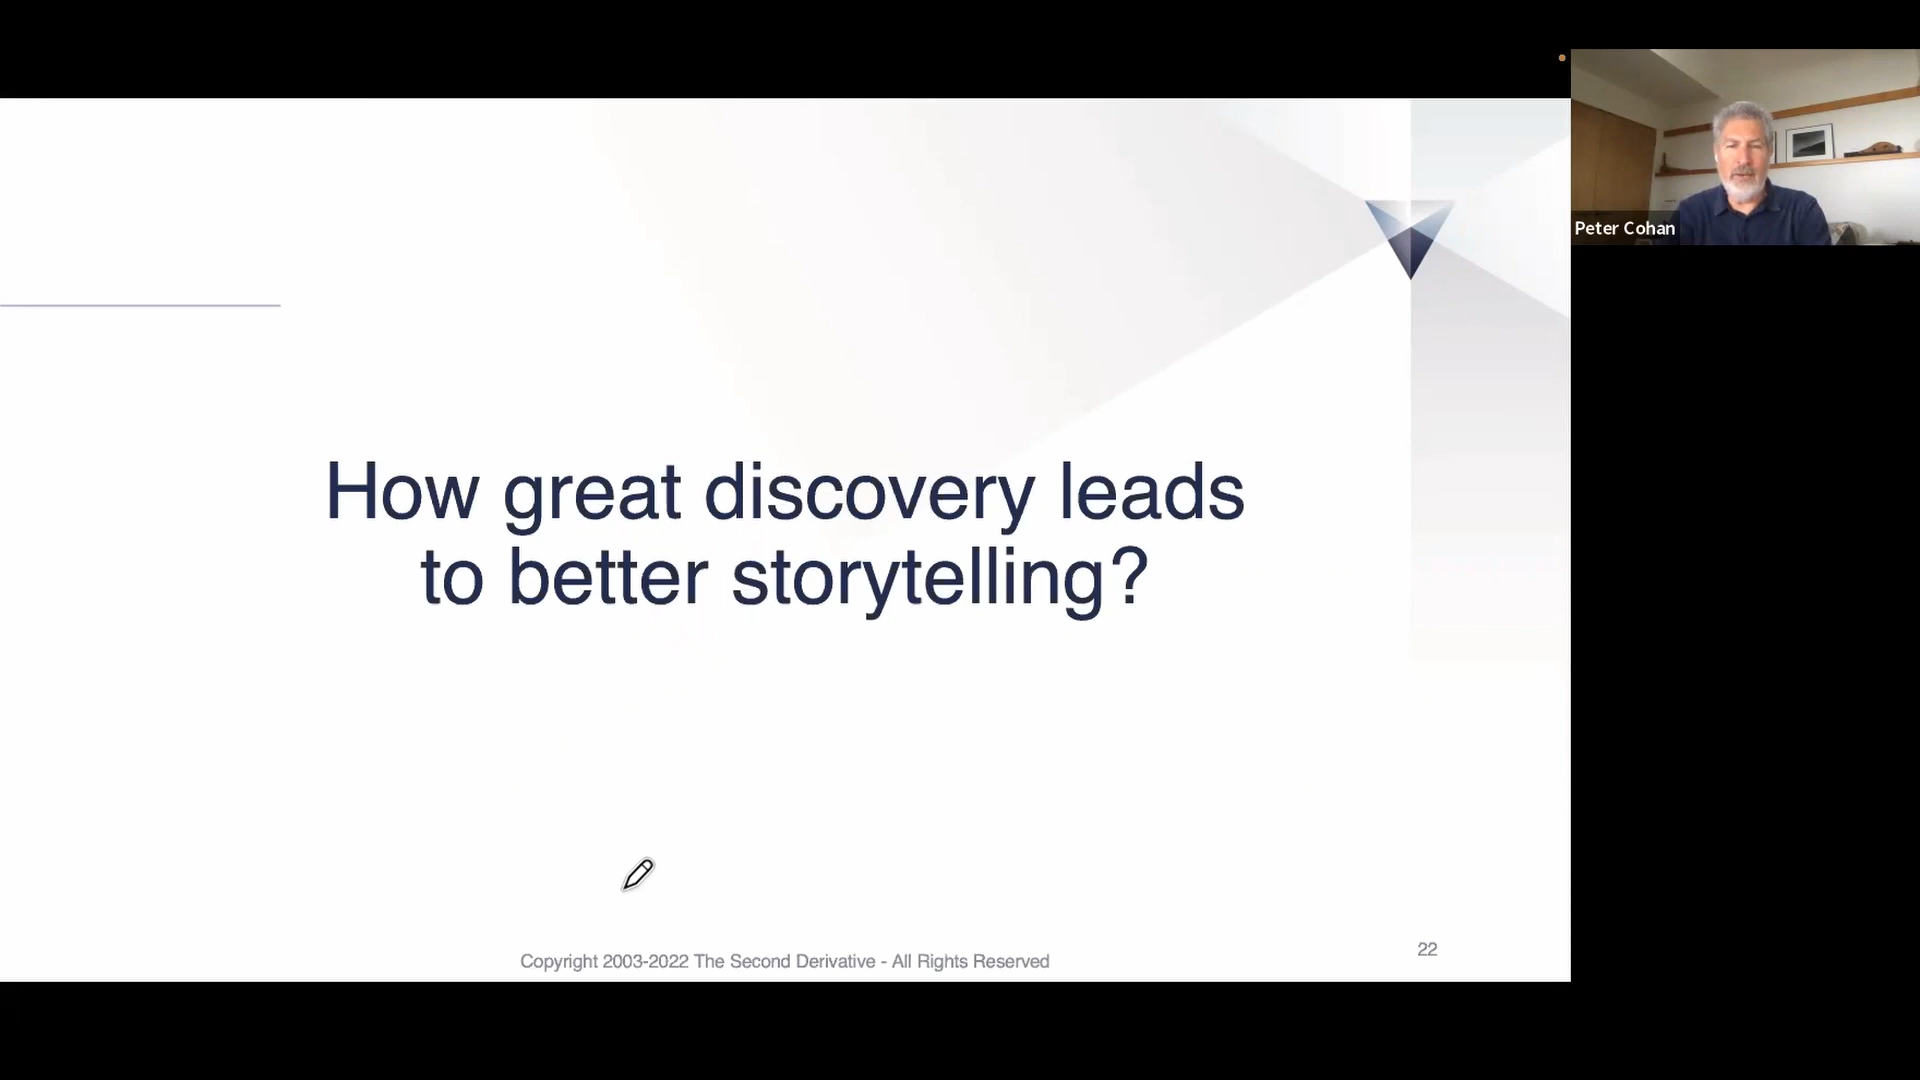 Peter Cohan
How great discovery leads
to better storytelling?
Copyright 2003-2022 The Second Derivative - All Rights Reserved
22